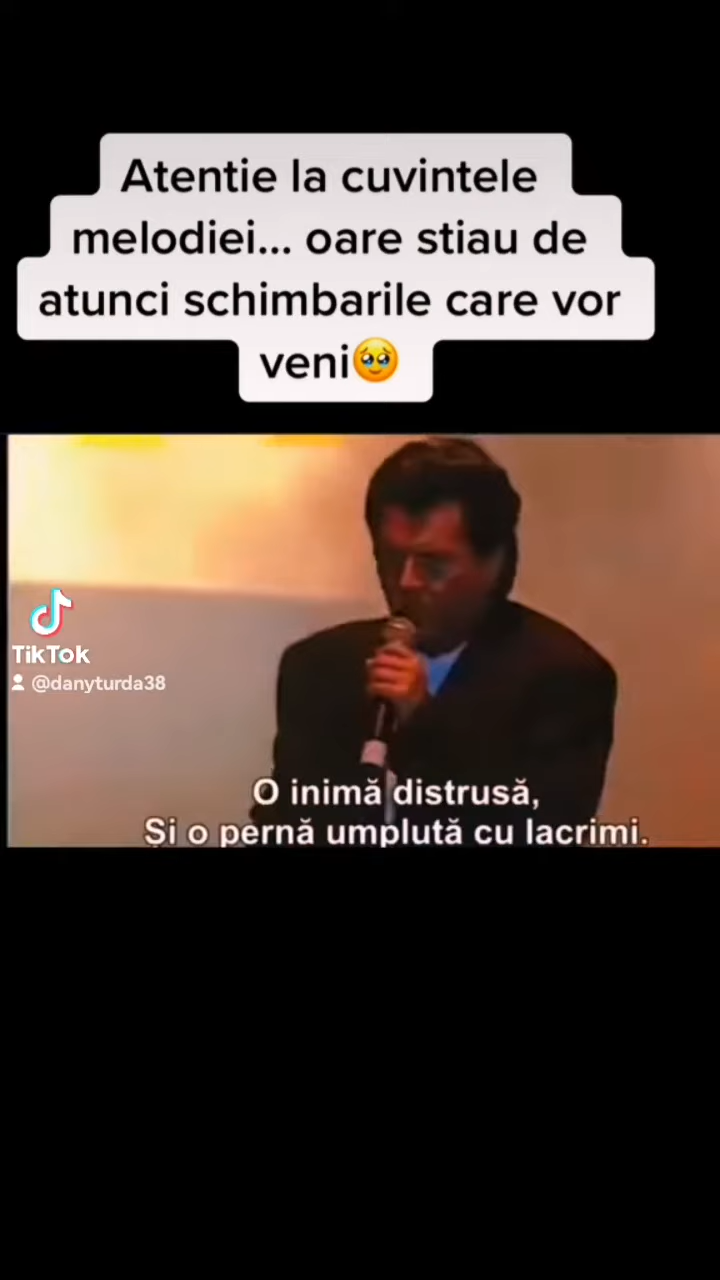 Atentie la cuvintele
melodiei... oare stiau de
atunci schimbarile care vor
veni🥹
TikTok
@danyturda38
O inimă distrusă,
Și o pernă umplută cu lacrimi.